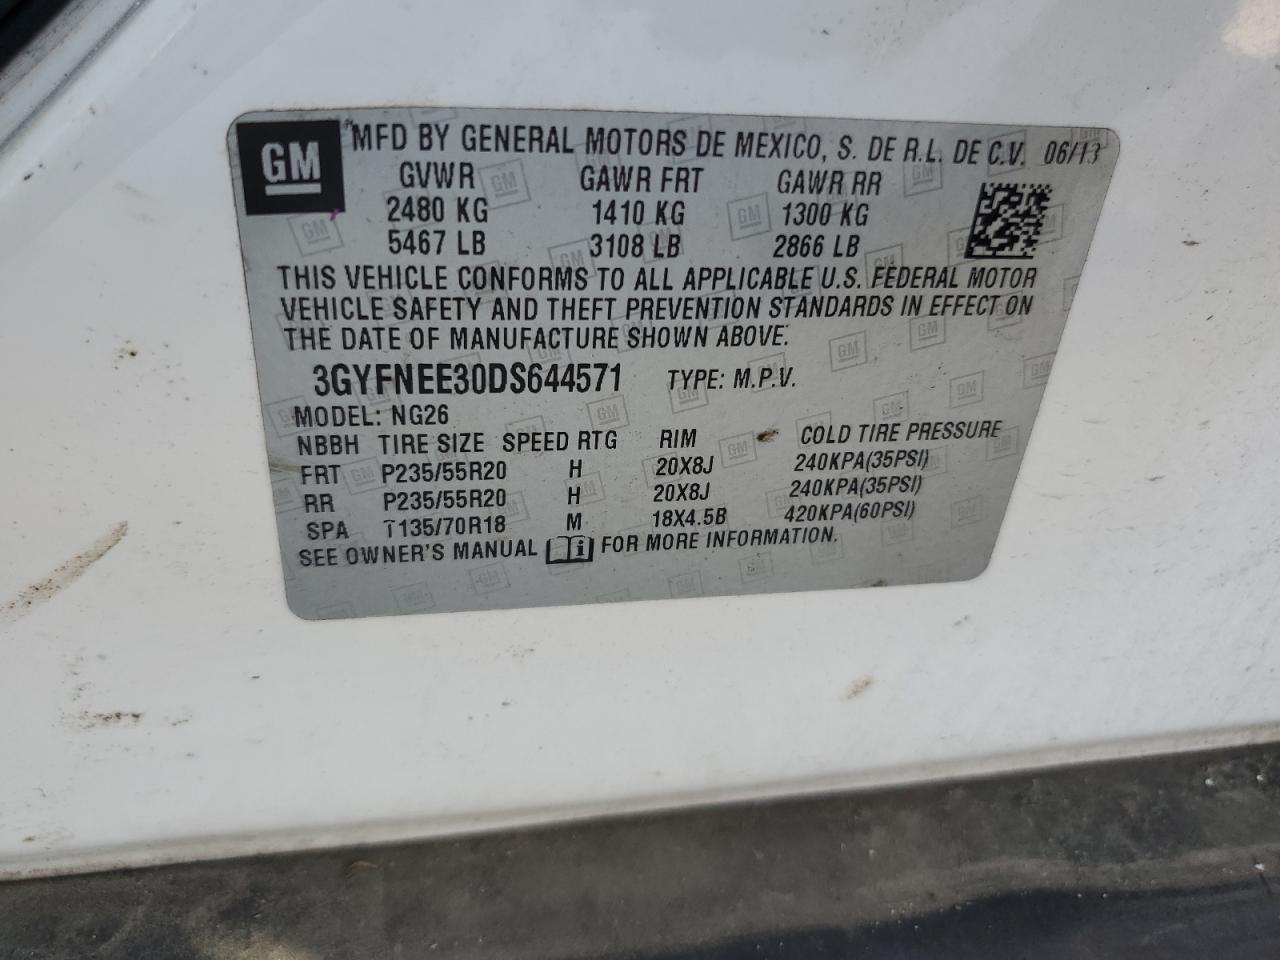 GM MFD BY GENERAL MOTORS DE MEXICO, S. DE R.L. DE C.V. 06/13
GVWR GAWR FRT GAWR RR
2480 KG 1410 KG 1300 KG
5467 LB 3108 LB 2866 LB
THIS VEHICLE CONFORMS TO ALL APPLICABLE U.S. FEDERAL MOTOR
VEHICLE SAFETY AND THEFT PREVENTION STANDARDS IN EFFECT ON
THE DATE OF MANUFACTURE SHOWN ABOVE.
3GYFNEE30DS644571 TYPE: M.P.V.
MODEL: NG26
NBBH TIRE SIZE SPEED RTG RIM COLD TIRE PRESSURE
FRT P235/55R20 H 20X8J 240KPA(35PSI)
RR P235/55R20 H 20X8J 240KPA(35PSI)
SPA T135/70R18 M 18X4.5B 420KPA(60PSI)
SEE OWNER'S MANUAL FOR MORE INFORMATION.